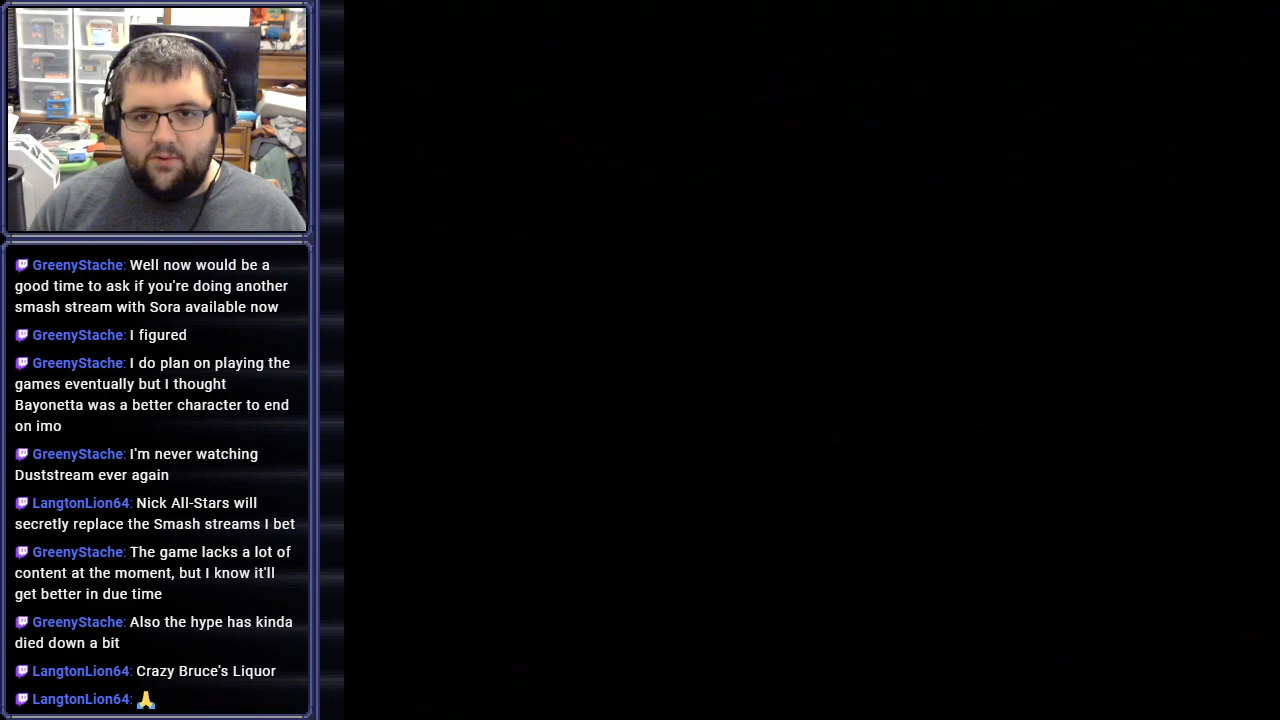 GreenyStache: Well now would be a
good time to ask if you're doing another
smash stream with Sora available now
GreenyStache: I figured
GreenyStache: I do plan on playing the
games eventually but I thought
Bayonetta was a better character to end
on imo
GreenyStache: I'm never watching
Duststream ever again
LangtonLion64: Nick All-Stars will
secretly replace the Smash streams I bet
GreenyStache: The game lacks a lot of
content at the moment, but I know it'll
get better in due time
GreenyStache: Also the hype has kinda
died down a bit
LangtonLion64: Crazy Bruce's Liquor
LangtonLion64: 🙏